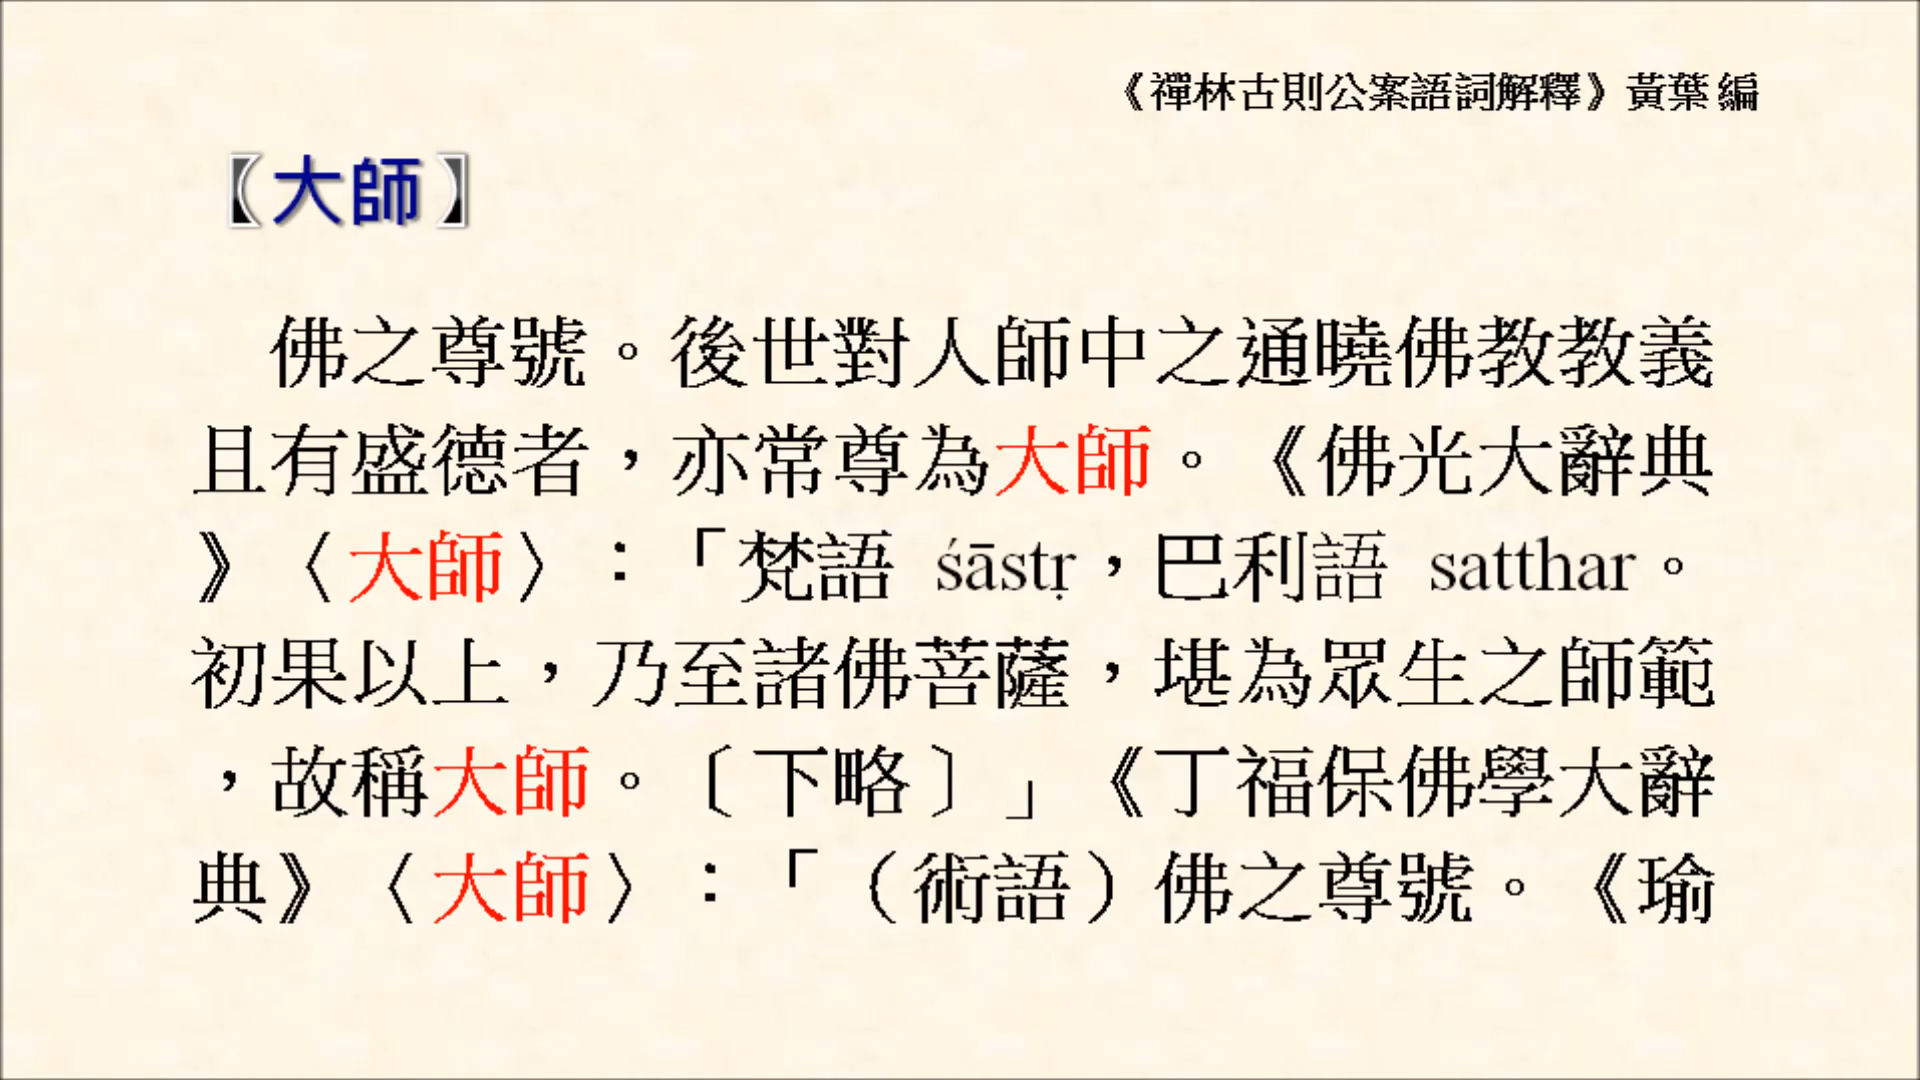 《禪林古則公案語詞解釋》黃葉 編
【大師】
佛之尊號。後世對人師中之通曉佛教教義
且有盛德者，亦常尊為大師。《佛光大辭典
》〈大師〉：「梵語 śāstṛ，巴利語 satthar。
初果以上，乃至諸佛菩薩，堪為眾生之師範
，故稱大師。〔下略〕」《丁福保佛學大辭
典》〈大師〉：「（術語）佛之尊號。《瑜